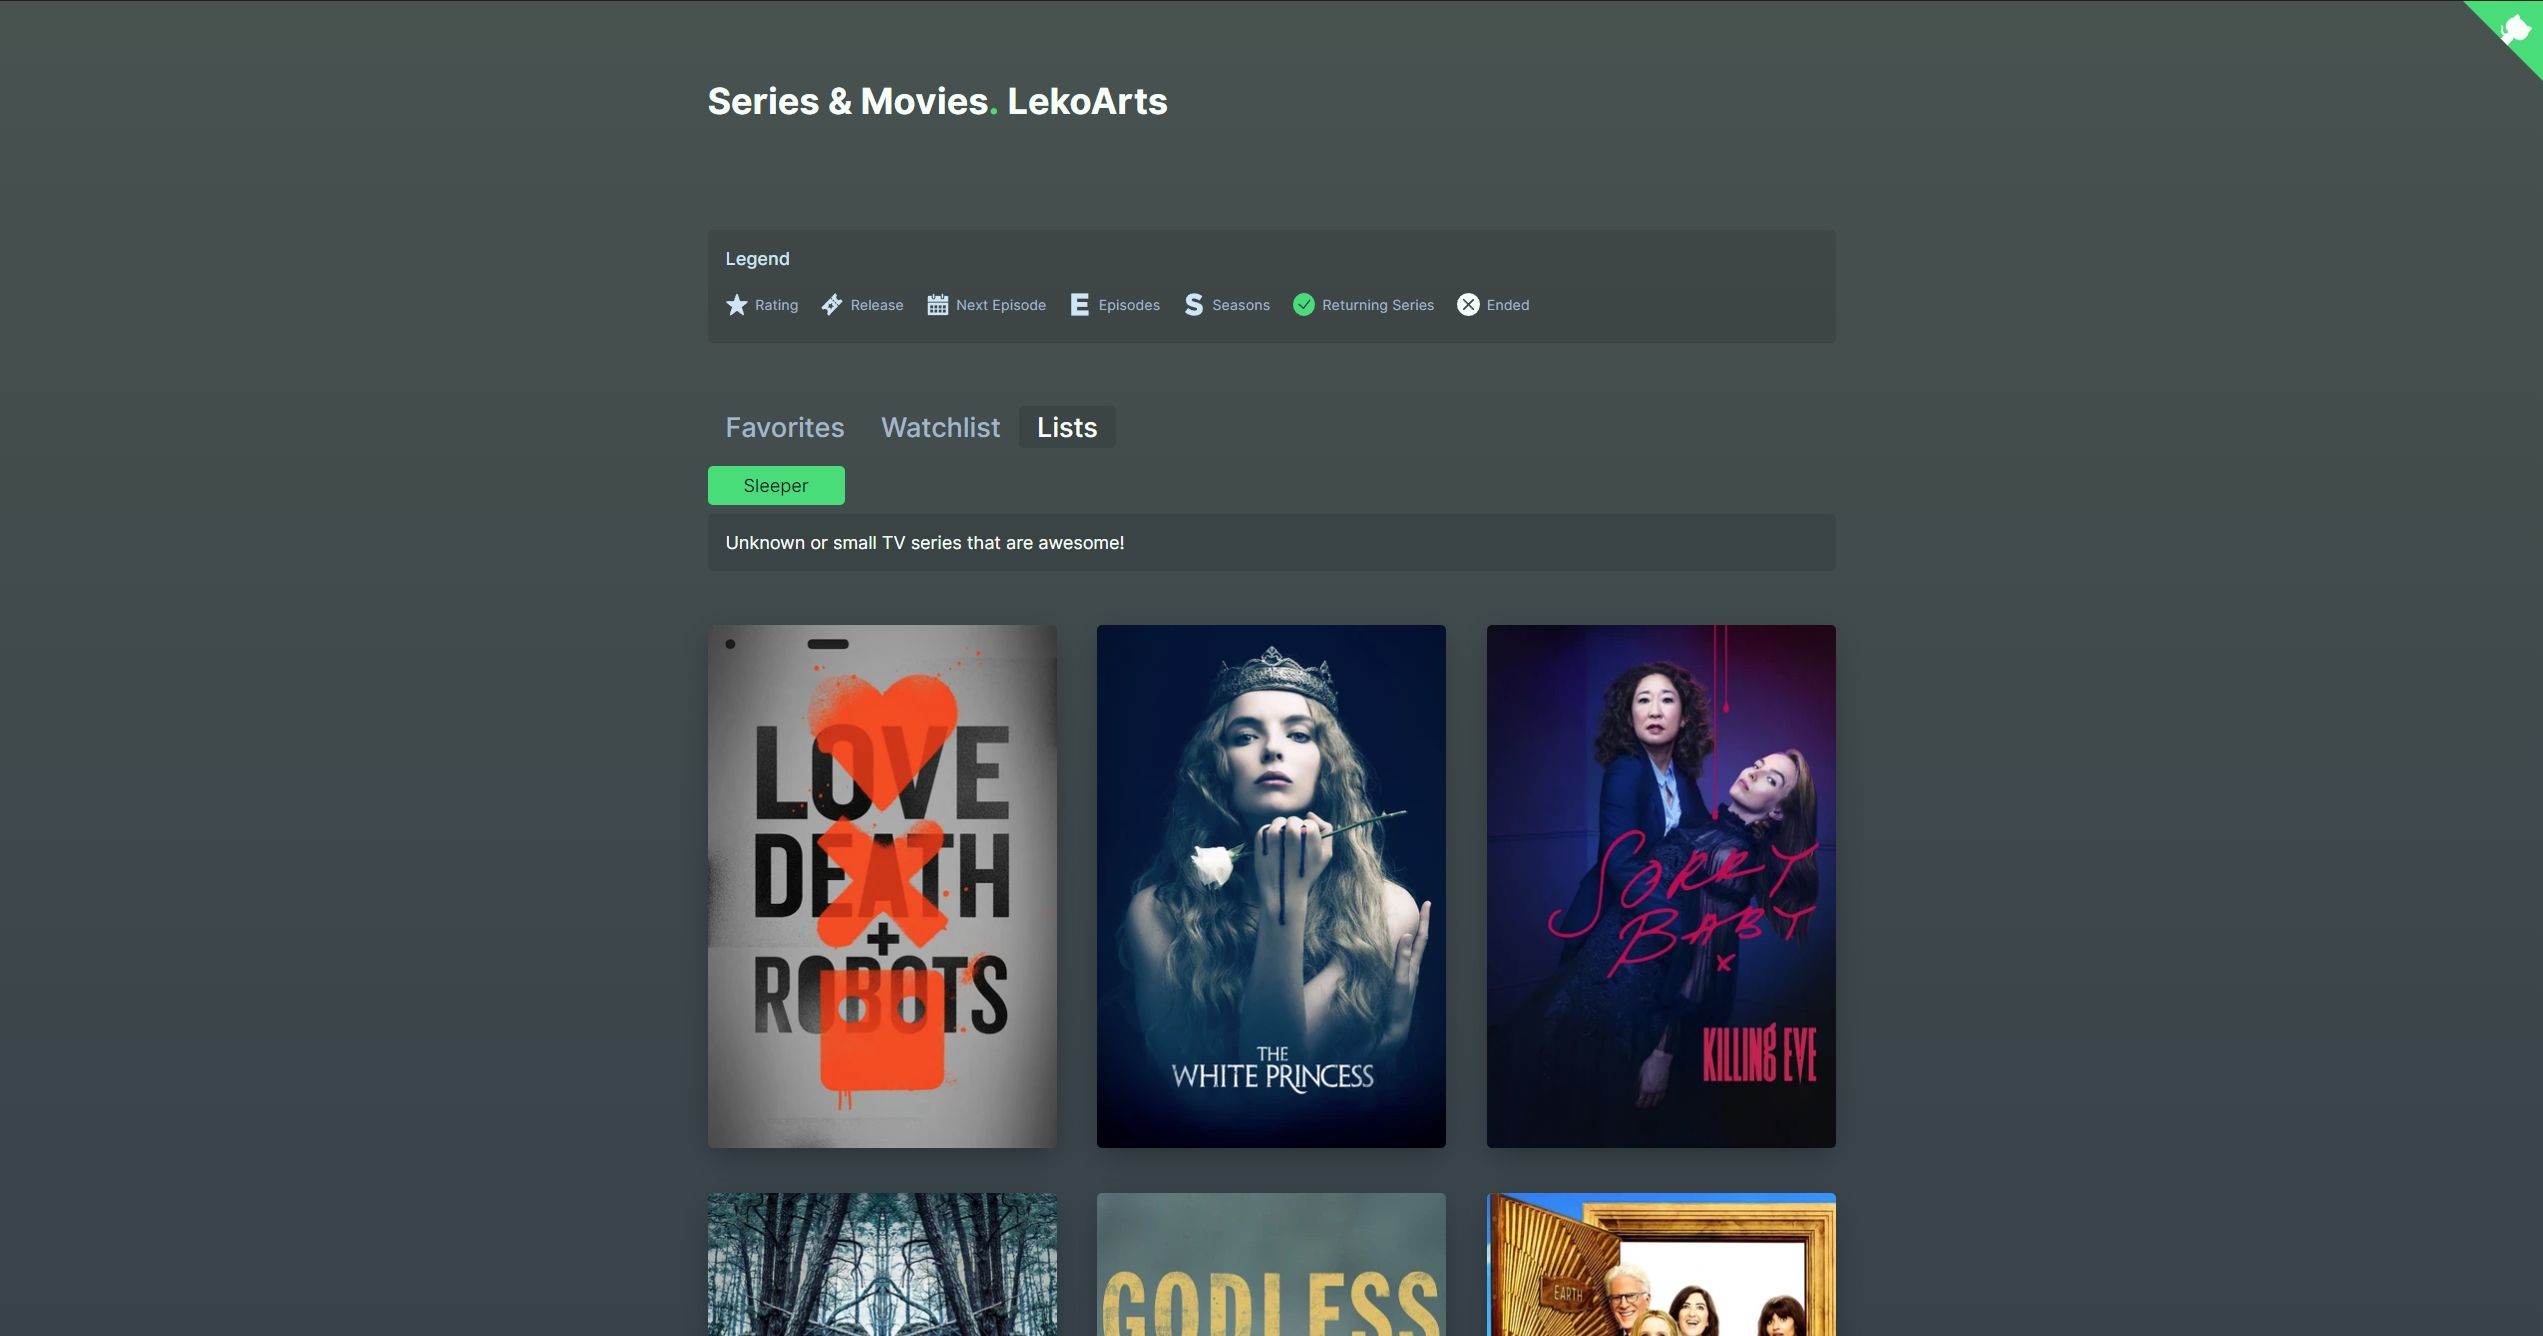 Series & Movies. LekoArts
Legend
Rating Release Next Episode E Episodes S Seasons Returning Series Ended
Favorites Watchlist Lists
Sleeper
Unknown or small TV series that are awesome!
LOVE
DEATH
+
ROBOTS
THE
WHITE PRINCESS
SORRY
BABY
x
KILLING EVE
GODLESS
EARTH